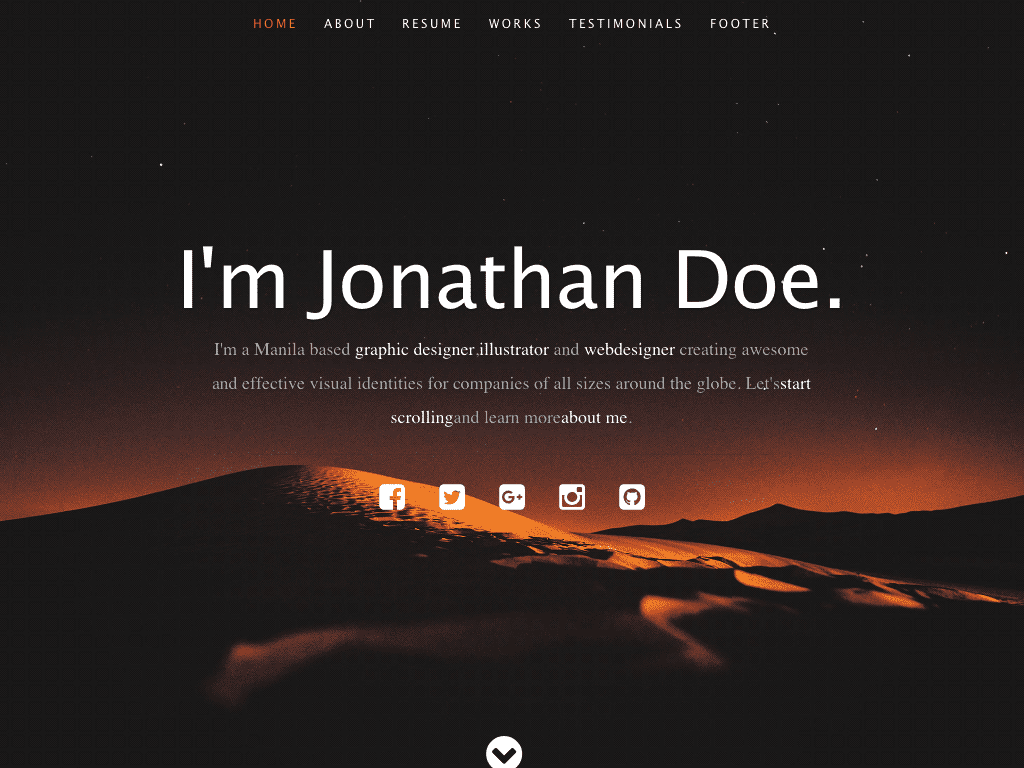 HOME ABOUT RESUME WORKS TESTIMONIALS FOOTER
I'm Jonathan Doe.
I'm a Manila based graphic designer,illustrator and webdesigner creating awesome
and effective visual identities for companies of all sizes around the globe. Let'sstart
scrollingand learn moreabout me.